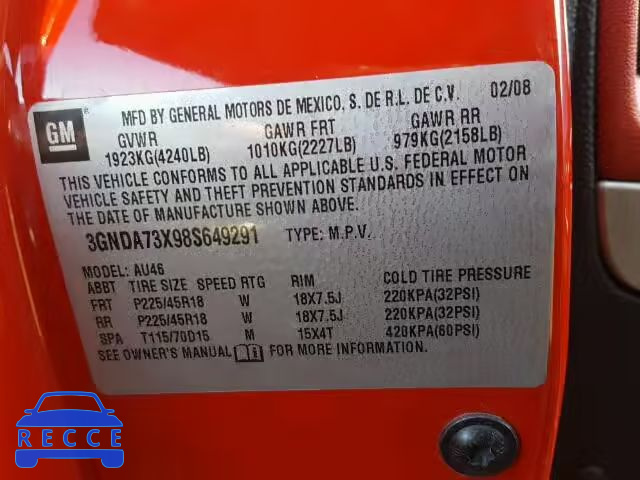 GM
MFD BY GENERAL MOTORS DE MEXICO, S. DE R.L. DE C.V. 02/08
GVWR GAWR FRT GAWR RR
1923KG(4240LB) 1010KG(2227LB) 979KG(2158LB)
THIS VEHICLE CONFORMS TO ALL APPLICABLE U.S. FEDERAL MOTOR
VEHICLE SAFETY AND THEFT PREVENTION STANDARDS IN EFFECT ON
THE DATE OF MANUFACTURE SHOWN ABOVE.
3GNDA73X98S649291 TYPE: M.P.V.
MODEL: AU46
ABBT TIRE SIZE SPEED RTG RIM COLD TIRE PRESSURE
FRT P225/45R18 W 18X7.5J 220KPA(32PSI)
RR P225/45R18 W 18X7.5J 220KPA(32PSI)
SPA T115/70D15 M 15X4T 420KPA(60PSI)
SEE OWNER'S MANUAL FOR MORE INFORMATION.
RECCE